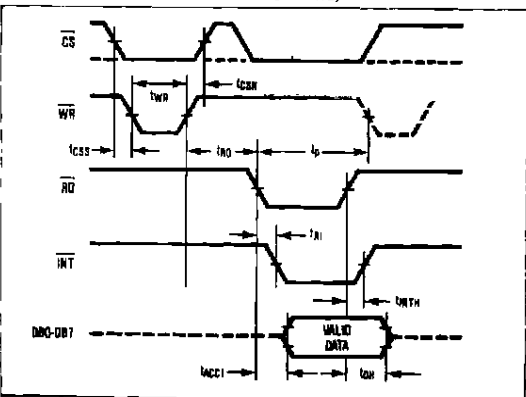 CS
tWR
tCSH
WR
tCSS
tRD
tP
RD
tRI
INT
tINTH
DB0-DB7
VALID
DATA
tACC1
tDH